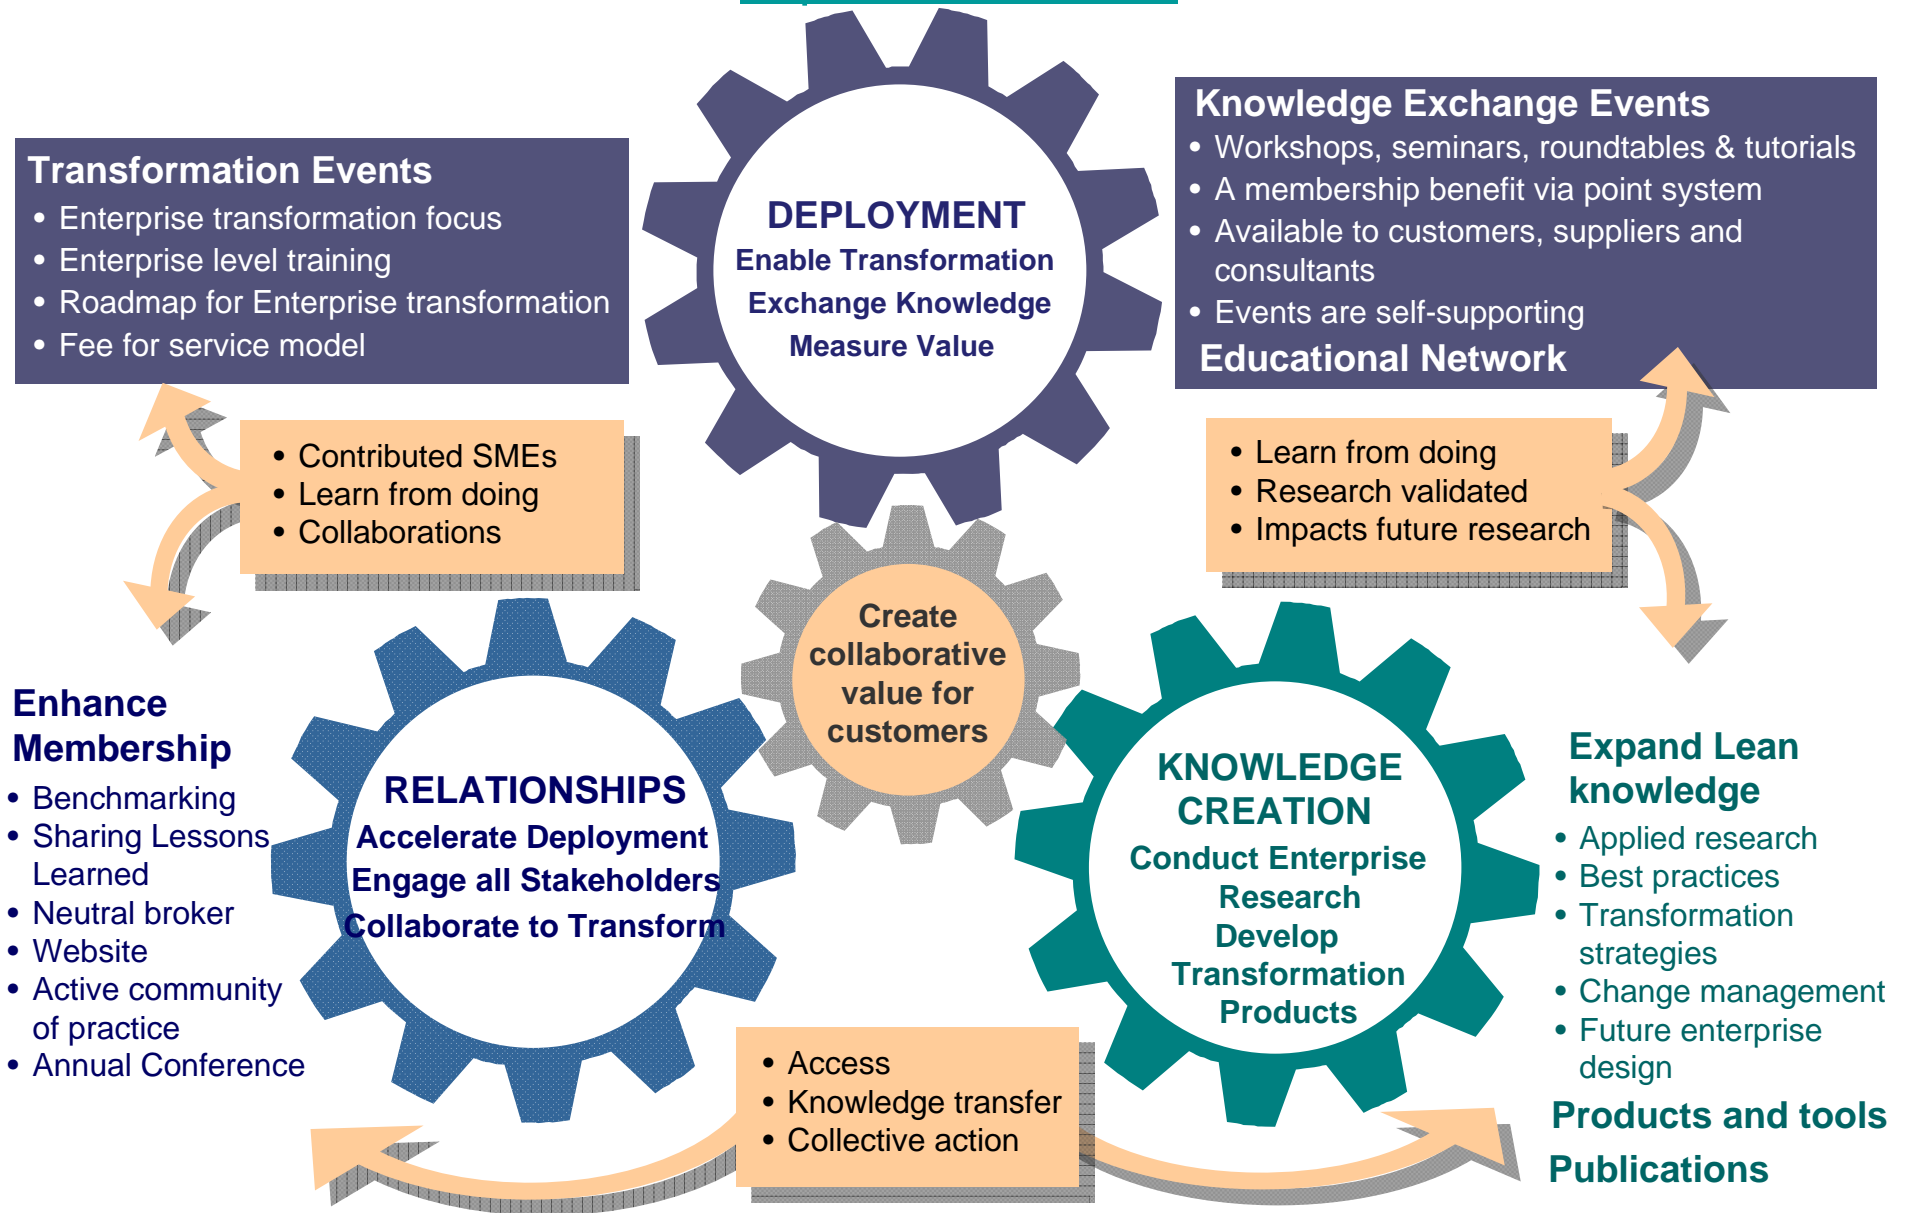 Transformation Events
• Enterprise transformation focus
• Enterprise level training
• Roadmap for Enterprise transformation
• Fee for service model
DEPLOYMENT
Enable Transformation
Exchange Knowledge
Measure Value
Knowledge Exchange Events
• Workshops, seminars, roundtables & tutorials
• A membership benefit via point system
• Available to customers, suppliers and
consultants
• Events are self-supporting
Educational Network
• Contributed SMEs
• Learn from doing
• Collaborations
• Learn from doing
• Research validated
• Impacts future research
Create
collaborative
value for
customers
Enhance
Membership
• Benchmarking
• Sharing Lessons
Learned
• Neutral broker
• Website
• Active community
of practice
• Annual Conference
RELATIONSHIPS
Accelerate Deployment
Engage all Stakeholders
Collaborate to Transform
KNOWLEDGE
CREATION
Conduct Enterprise
Research
Develop
Transformation
Products
Expand Lean
knowledge
• Applied research
• Best practices
• Transformation
strategies
• Change management
• Future enterprise
design
Products and tools
Publications
• Access
• Knowledge transfer
• Collective action